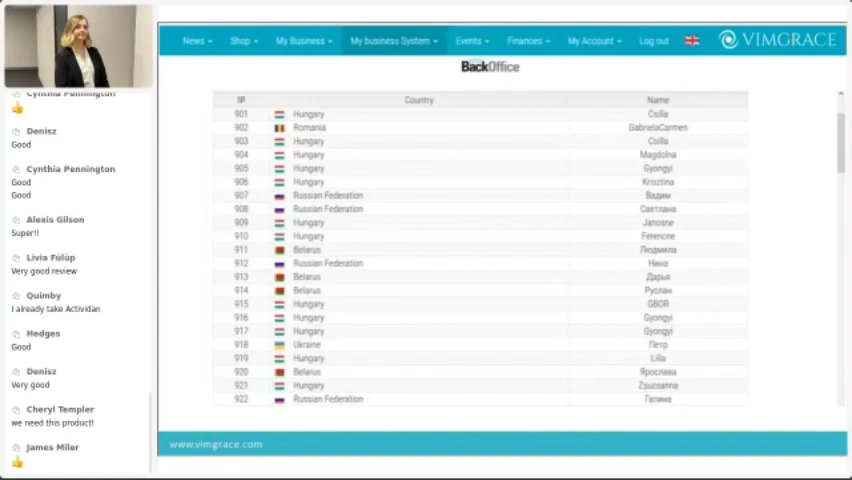 Cynthia Pennington
👍
Denisz
Good
Cynthia Pennington
Good
Good
Alexis Gilson
Super!!
Lívia Fülüp
Very good review
Quimby
I already take Actividan
Hedges
Good
Denisz
Very good
Cheryl Templer
we need this product!
James Miler
👍
News Shop My Business My business System Events Finances My Account Log out VIMGRACE
BackOffice
№ Country Name
901 Hungary Csilla
902 Romania GabrielaCarmen
903 Hungary Csilla
904 Hungary Magdolna
905 Hungary Gyongyi
906 Hungary Krisztina
907 Russian Federation Вадим
908 Russian Federation Светлана
909 Hungary Janosne
910 Hungary Ferencne
911 Belarus Людмила
912 Russian Federation Нина
913 Belarus Дарья
914 Belarus Руслан
915 Hungary GBOR
916 Hungary Gyongyi
917 Hungary Gyongyi
918 Ukraine Петр
919 Hungary Lilla
920 Belarus Ярослава
921 Hungary Zsuzsanna
922 Russian Federation Галина
www.vimgrace.com